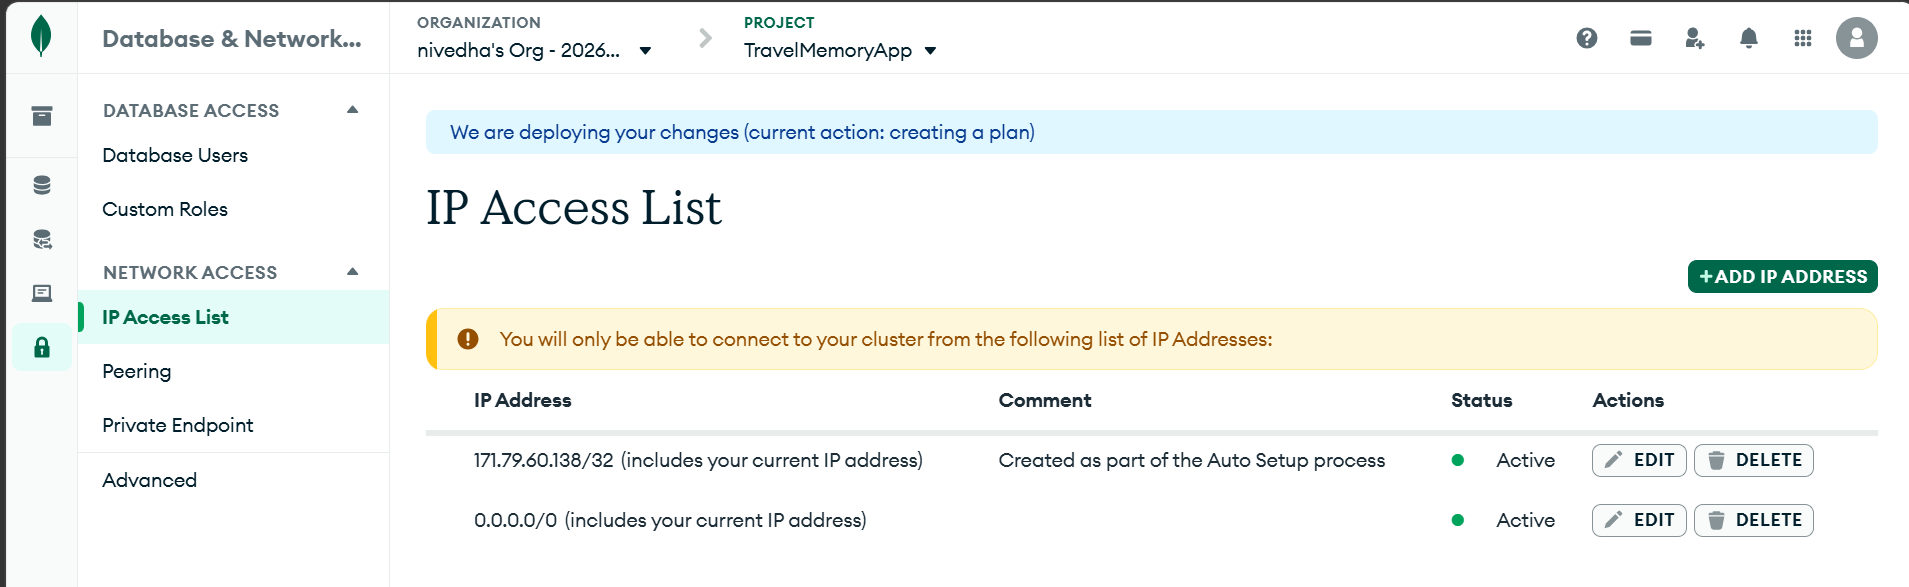 Database & Network...
ORGANIZATION
nivedha's Org - 2026...
PROJECT
TravelMemoryApp
DATABASE ACCESS
Database Users
Custom Roles
NETWORK ACCESS
IP Access List
Peering
Private Endpoint
Advanced
We are deploying your changes (current action: creating a plan)
IP Access List
+ADD IP ADDRESS
You will only be able to connect to your cluster from the following list of IP Addresses:
IP Address Comment Status Actions
171.79.60.138/32 (includes your current IP address) Created as part of the Auto Setup process Active EDIT DELETE
0.0.0.0/0 (includes your current IP address) Active EDIT DELETE